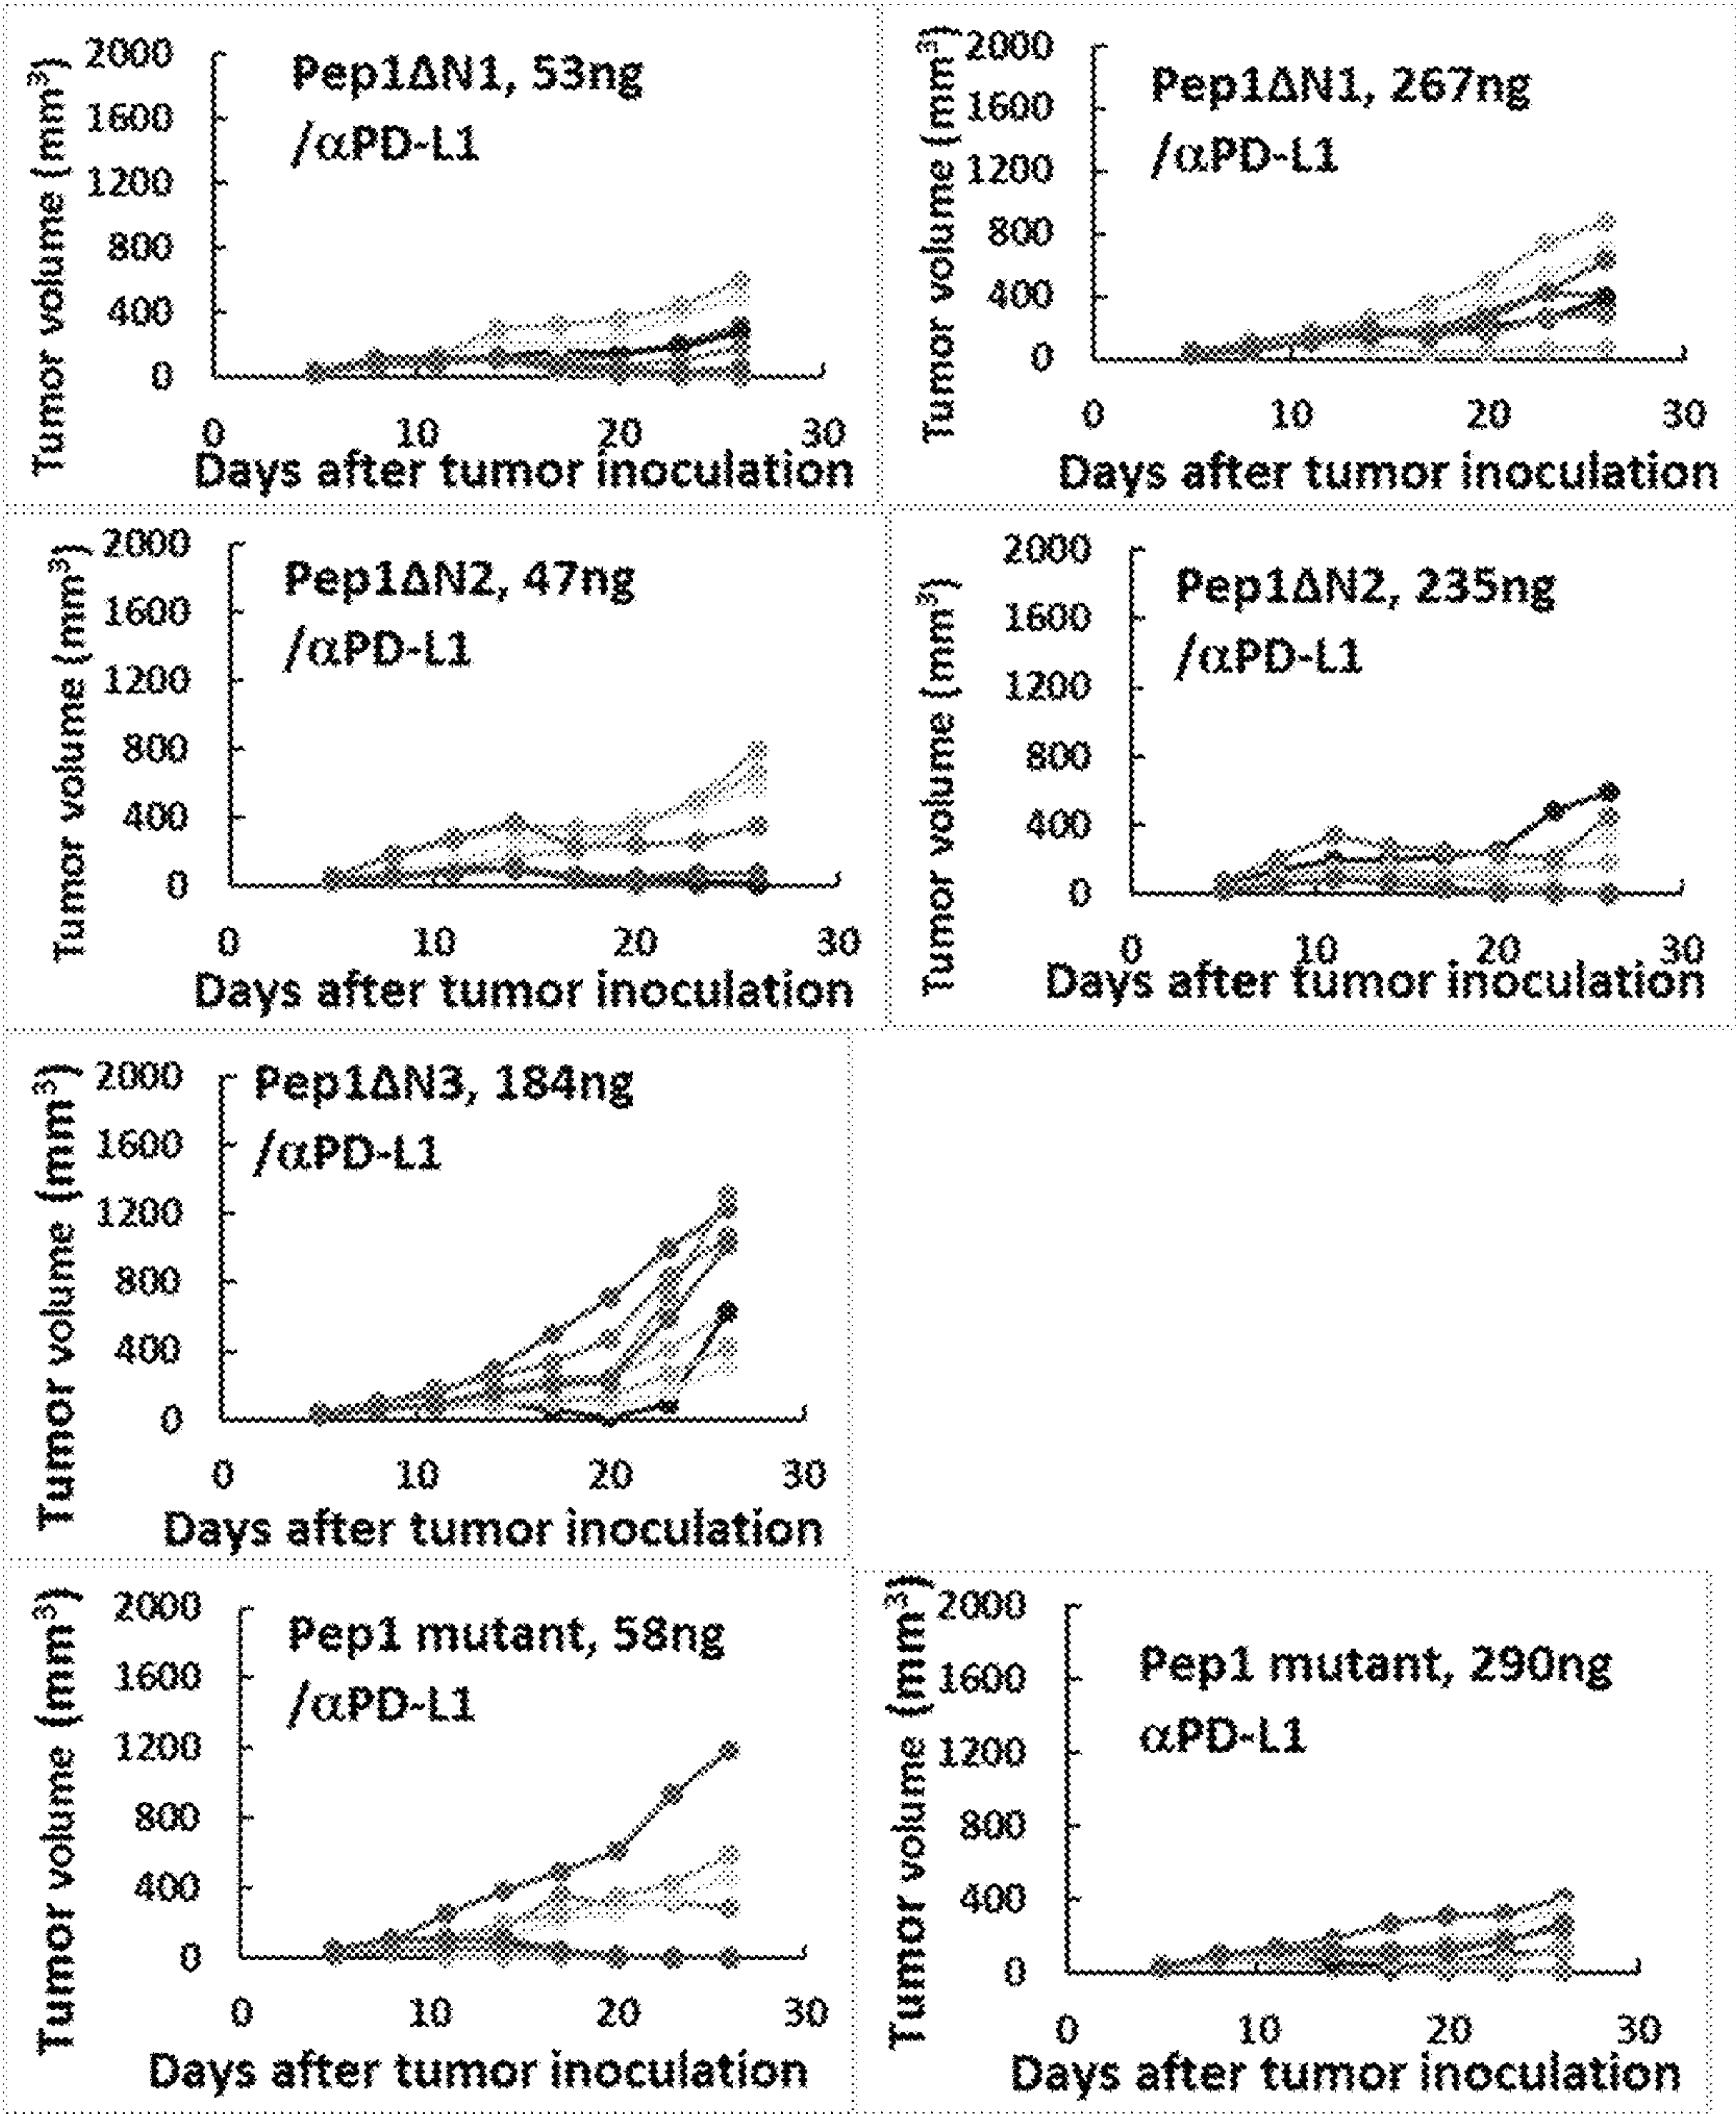 Tumor volume (mm³)
2000
1600
1200
800
400
0
Pep1ΔN1, 53ng
/αPD-L1
0 10 20 30
Days after tumor inoculation
Tumor volume (mm³)
2000
1600
1200
800
400
0
Pep1ΔN1, 267ng
/αPD-L1
0 10 20 30
Days after tumor inoculation
Tumor volume (mm³)
2000
1600
1200
800
400
0
Pep1ΔN2, 47ng
/αPD-L1
0 10 20 30
Days after tumor inoculation
Tumor volume (mm³)
2000
1600
1200
800
400
0
Pep1ΔN2, 235ng
/αPD-L1
0 10 20 30
Days after tumor inoculation
Tumor volume (mm³)
2000
1600
1200
800
400
0
Pep1ΔN3, 184ng
/αPD-L1
0 10 20 30
Days after tumor inoculation
Tumor volume (mm³)
2000
1600
1200
800
400
0
Pep1 mutant, 58ng
/αPD-L1
0 10 20 30
Days after tumor inoculation
Tumor volume (mm³)
2000
1600
1200
800
400
0
Pep1 mutant, 290ng
αPD-L1
0 10 20 30
Days after tumor inoculation